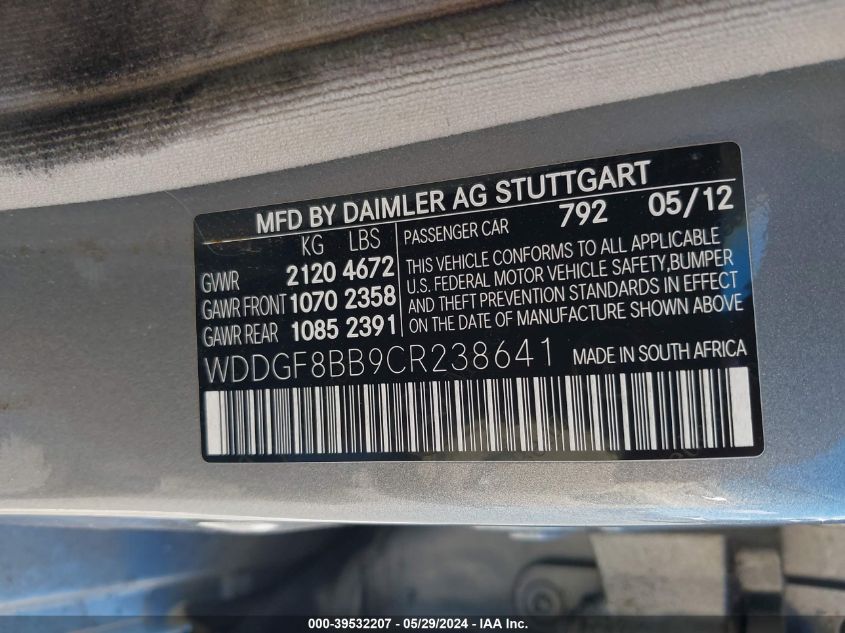 MFD BY DAIMLER AG STUTTGART
KG LBS
GVWR 2120 4672
GAWR FRONT 1070 2358
GAWR REAR 1085 2391
PASSENGER CAR 792 05/12
THIS VEHICLE CONFORMS TO ALL APPLICABLE
U.S. FEDERAL MOTOR VEHICLE SAFETY,BUMPER
AND THEFT PREVENTION STANDARDS IN EFFECT
ON THE DATE OF MANUFACTURE SHOWN ABOVE
WDDGF8BB9CR238641 MADE IN SOUTH AFRICA
000-39532207 - 05/29/2024 - IAA Inc.